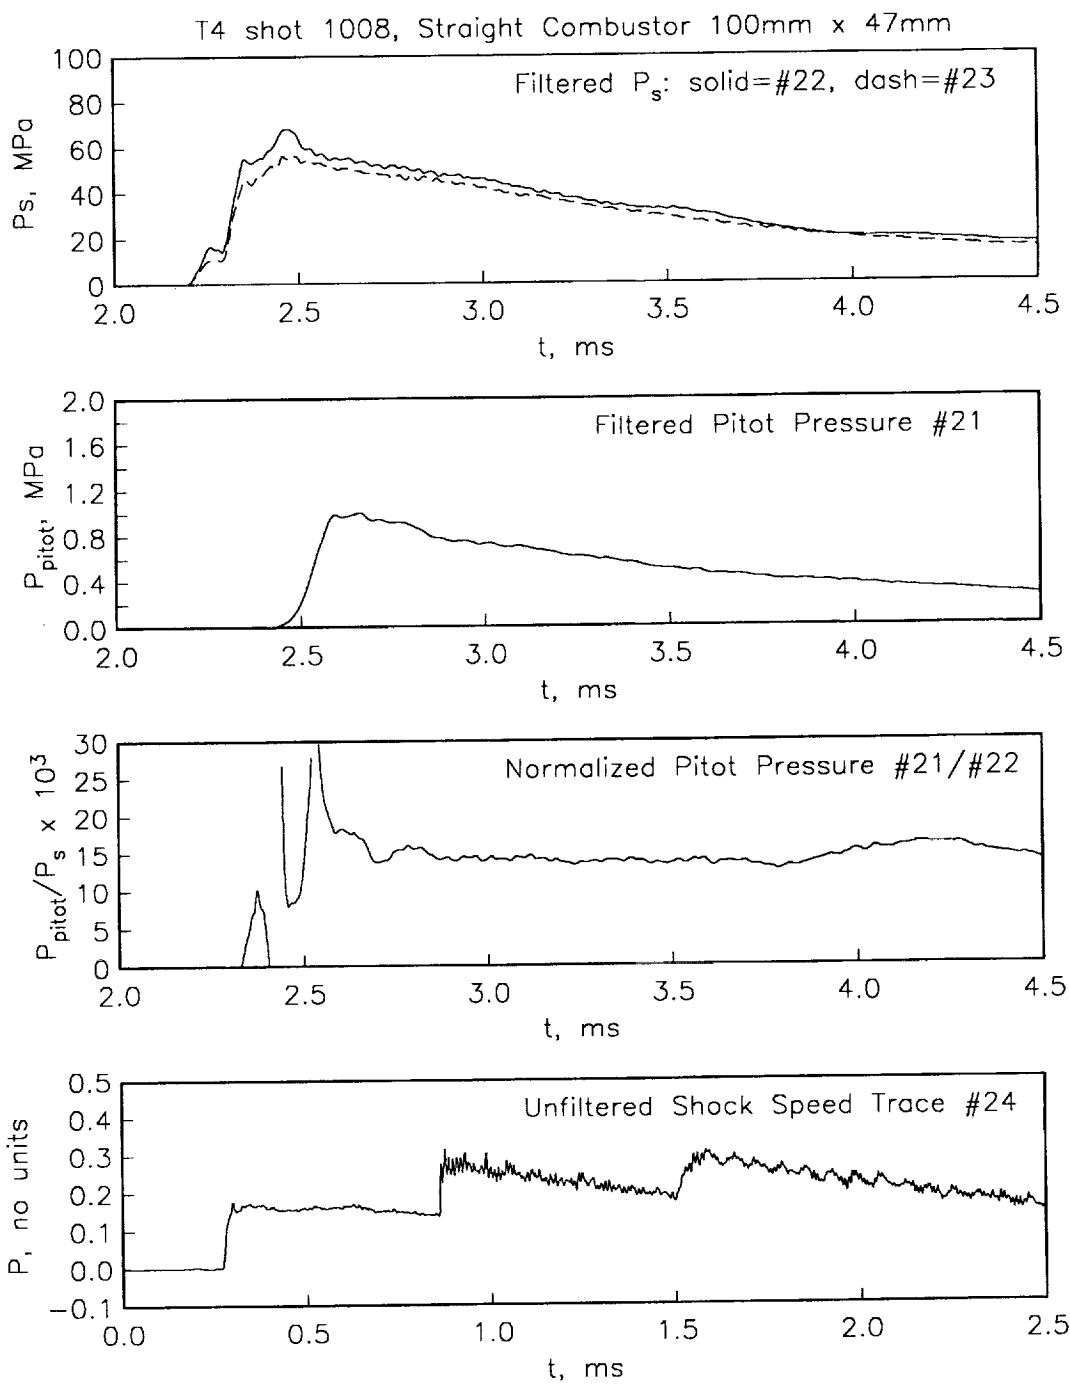 T4 shot 1008, Straight Combustor 100mm x 47mm
Filtered Ps: solid=#22, dash=#23
Ps, MPa
100
80
60
40
20
0
2.0 2.5 3.0 3.5 4.0 4.5
t, ms
Filtered Pitot Pressure #21
Ppitot, MPa
2.0
1.6
1.2
0.8
0.4
0.0
2.0 2.5 3.0 3.5 4.0 4.5
t, ms
Normalized Pitot Pressure #21/#22
Ppitot/Ps x 10³
30
25
20
15
10
5
0
2.0 2.5 3.0 3.5 4.0 4.5
t, ms
Unfiltered Shock Speed Trace #24
P, no units
0.5
0.4
0.3
0.2
0.1
0.0
−0.1
0.0 0.5 1.0 1.5 2.0 2.5
t, ms